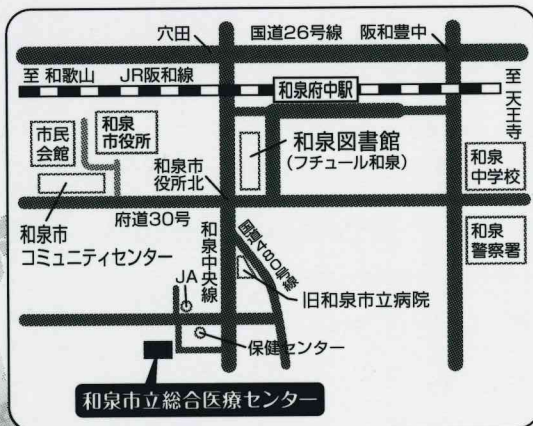 穴田
国道26号線
阪和豊中
至 和歌山
JR阪和線
和泉府中駅
至 天王寺
市民
会館
和泉
市役所
和泉市
役所北
和泉図書館
(フチュール和泉)
和泉
中学校
府道30号
和泉市
コミュニティセンター
和泉
警察署
和泉中央線
国道480号線
JA
旧和泉市立病院
保健センター
和泉市立総合医療センター